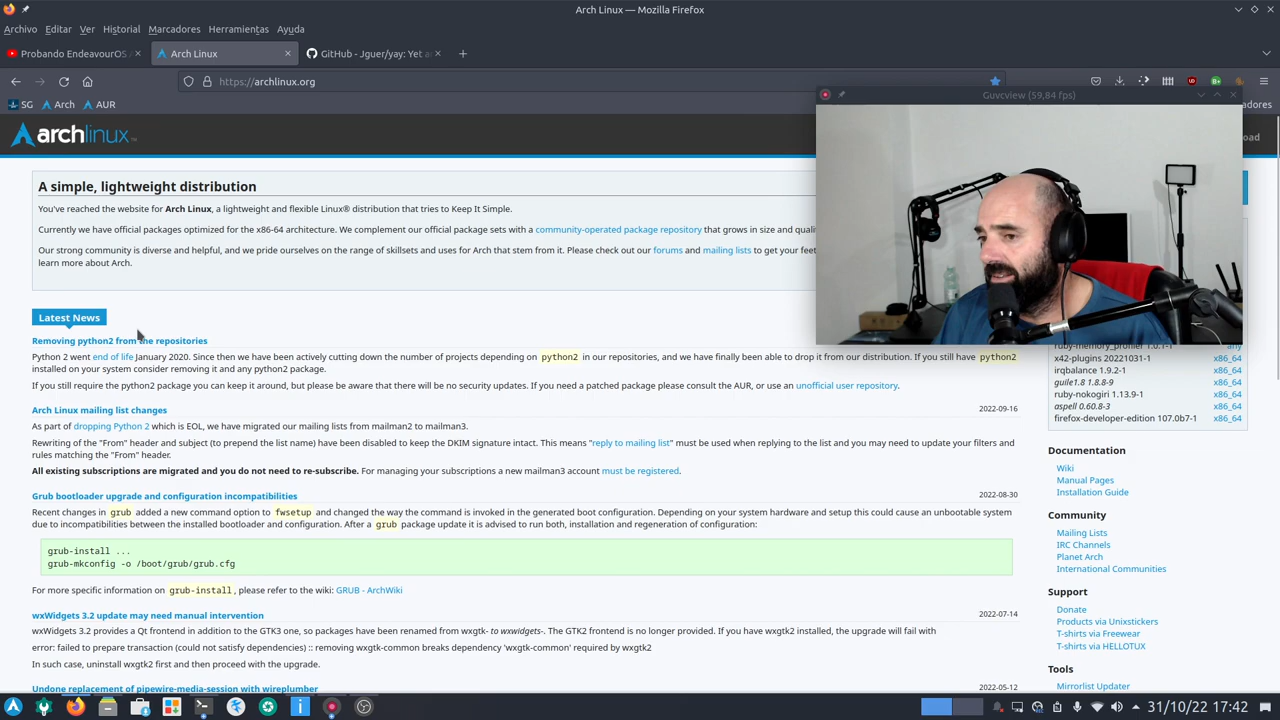 Arch Linux — Mozilla Firefox
Archivo Editar Ver Historial Marcadores Herramientas Ayuda
Probando EndeavourOS
Arch Linux
GitHub - Jguer/yay: Yet
https://archlinux.org
SG Arch AUR
archlinux
Guvcview (59,84 fps)
A simple, lightweight distribution
You've reached the website for Arch Linux, a lightweight and flexible Linux® distribution that tries to Keep It Simple.
Currently we have official packages optimized for the x86-64 architecture. We complement our official package sets with a community-operated package repository that grows in size and
Our strong community is diverse and helpful, and we pride ourselves on the range of skillsets and uses for Arch that stem from it. Please check out our forums and mailing lists to get your
learn more about Arch.
Latest News
Removing python2 from the repositories
Python 2 went end of life January 2020. Since then we have been actively cutting down the number of projects depending on python2 in our repositories, and we have finally been able to drop it from our distribution. If you still have python2
installed on your system consider removing it and any python2 package.
If you still require the python2 package you can keep it around, but please be aware that there will be no security updates. If you need a patched package please consult the AUR, or use an unofficial user repository.
Arch Linux mailing list changes 2022-09-16
As part of dropping Python 2 which is EOL, we have migrated our mailing lists from mailman2 to mailman3.
Rewriting of the "From" header and subject (to prepend the list name) have been disabled to keep the DKIM signature intact. This means "reply to mailing list" must be used when replying to the list and you may need to update your filters and
rules matching the "From" header.
All existing subscriptions are migrated and you do not need to re-subscribe. For managing your subscriptions a new mailman3 account must be registered.
Grub bootloader upgrade and configuration incompatibilities 2022-08-30
Recent changes in grub added a new command option to fwsetup and changed the way the command is invoked in the generated boot configuration. Depending on your system hardware and setup this could cause an unbootable system
due to incompatibilities between the installed bootloader and configuration. After a grub package update it is advised to run both, installation and regeneration of configuration:
grub-install ...
grub-mkconfig -o /boot/grub/grub.cfg
For more specific information on grub-install, please refer to the wiki: GRUB - ArchWiki
wxWidgets 3.2 update may need manual intervention 2022-07-14
wxWidgets 3.2 provides a Qt frontend in addition to the GTK3 one, so packages have been renamed from wxgtk- to wxwidgets-. The GTK2 frontend is no longer provided. If you have wxgtk2 installed, the upgrade will fail with
error: failed to prepare transaction (could not satisfy dependencies) :: removing wxgtk-common breaks dependency 'wxgtk-common' required by wxgtk2
In such case, uninstall wxgtk2 first and then proceed with the upgrade.
Undone replacement of pipewire-media-session with wireplumber 2022-05-12
ruby-memory_profiler 1.0.1-1 any
x42-plugins 20221031-1 x86_64
irqbalance 1.9.2-1 x86_64
guile1.8 1.8.8-9 x86_64
ruby-nokogiri 1.13.9-1 x86_64
aspell 0.60.8-3 x86_64
firefox-developer-edition 107.0b7-1 x86_64
Documentation
Wiki
Manual Pages
Installation Guide
Community
Mailing Lists
IRC Channels
Planet Arch
International Communities
Support
Donate
Products via Unixstickers
T-shirts via Freewear
T-shirts via HELLOTUX
Tools
Mirrorlist Updater
31/10/22 17:42